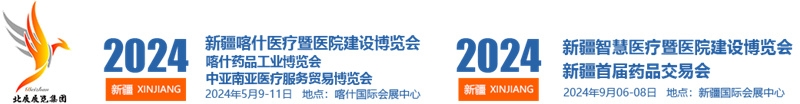 北辰展览集团
2024
新疆 XINJIANG
新疆喀什医疗暨医院建设博览会
喀什药品工业博览会
中亚南亚医疗服务贸易博览会
2024年5月9-11日 地点：喀什国际会展中心
2024
新疆 XINJIANG
新疆智慧医疗暨医院建设博览会
新疆首届药品交易会
2024年9月06-08日 地点：新疆国际会展中心